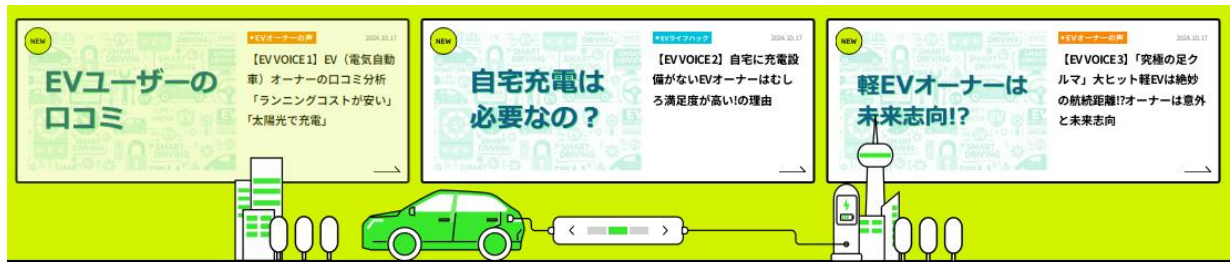 NEW
EVユーザーの
口コミ
•EVオーナーの声
2024.10.17
【EV VOICE1】EV（電気自動
車）オーナーの口コミ分析
「ランニングコストが安い」
「太陽光で充電」
NEW
自宅充電は
必要なの？
•EVライフハック
2024.10.17
【EV VOICE2】自宅に充電設
備がないEVオーナーはむし
ろ満足度が高い!の理由
NEW
軽EVオーナーは
未来志向!?
•EVオーナーの声
2024.10.17
【EV VOICE3】「究極の足ク
ルマ」大ヒット軽EVは絶妙
の航続距離!?オーナーは意外
と未来志向